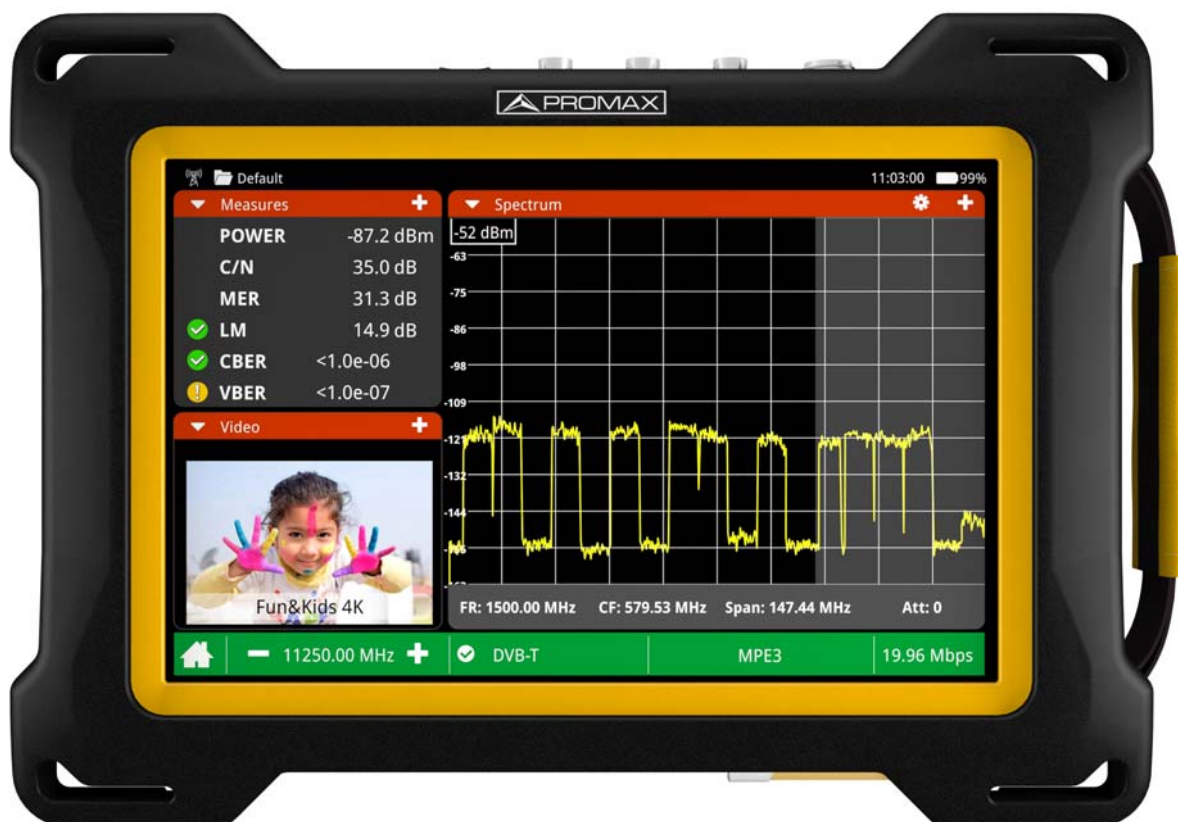 PROMAX
Default
11:03:00 99%
Measures
POWER -87.2 dBm
C/N 35.0 dB
MER 31.3 dB
LM 14.9 dB
CBER <1.0e-06
VBER <1.0e-07
Video
Fun&Kids 4K
Spectrum
-52 dBm
-63
-75
-86
-98
-109
-121
-132
-144
FR: 1500.00 MHz CF: 579.53 MHz Span: 147.44 MHz Att: 0
11250.00 MHz DVB-T MPE3 19.96 Mbps